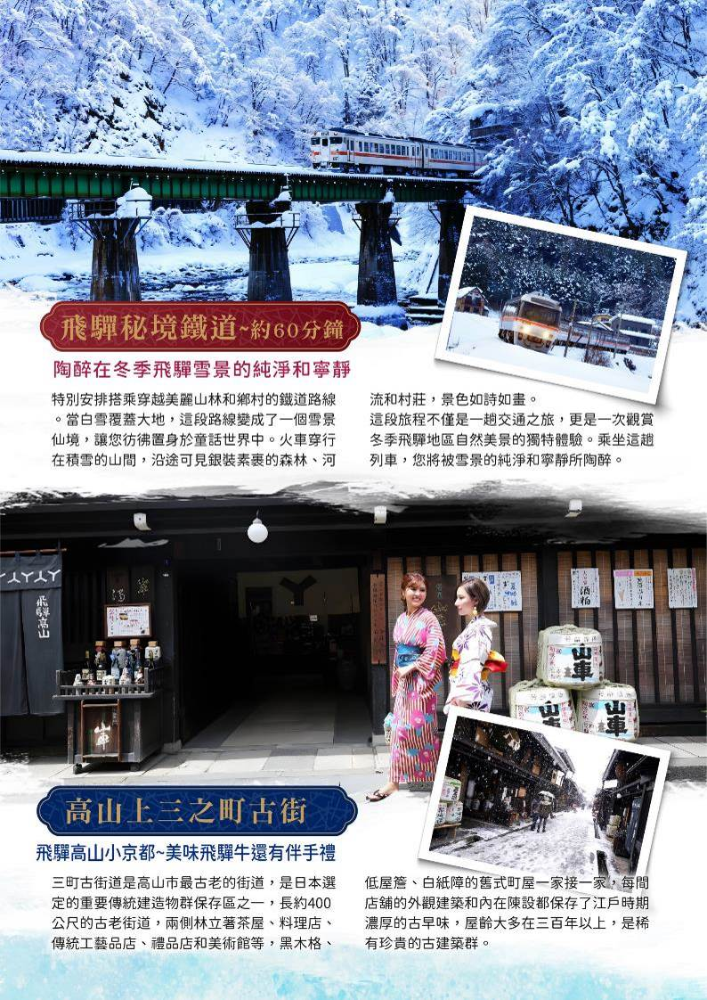 飛驒秘境鐵道~約60分鐘
陶醉在冬季飛驒雪景的純淨和寧靜
特別安排搭乘穿越美麗山林和鄉村的鐵道路線
。當白雪覆蓋大地，這段路線變成了一個雪景
仙境，讓您彷彿置身於童話世界中。火車穿行
在積雪的山間，沿途可見銀裝素裹的森林、河
流和村莊，景色如詩如畫。
這段旅程不僅是一趟交通之旅，更是一次觀賞
冬季飛驒地區自然美景的獨特體驗。乘坐這趟
列車，您將被雪景的純淨和寧靜所陶醉。
飛驒高山
山車
酒粕
山車
山車
山車
高山上三之町古街
飛驒高山小京都~美味飛驒牛還有伴手禮
三町古街道是高山市最古老的街道，是日本選
定的重要傳統建造物群保存區之一，長約400
公尺的古老街道，兩側林立著茶屋、料理店、
傳統工藝品店、禮品店和美術館等，黑木格、
低屋簷、白紙障的舊式町屋一家接一家，每間
店舖的外觀建築和內在陳設都保存了江戶時期
濃厚的古早味，屋齡大多在三百年以上，是稀
有珍貴的古建築群。